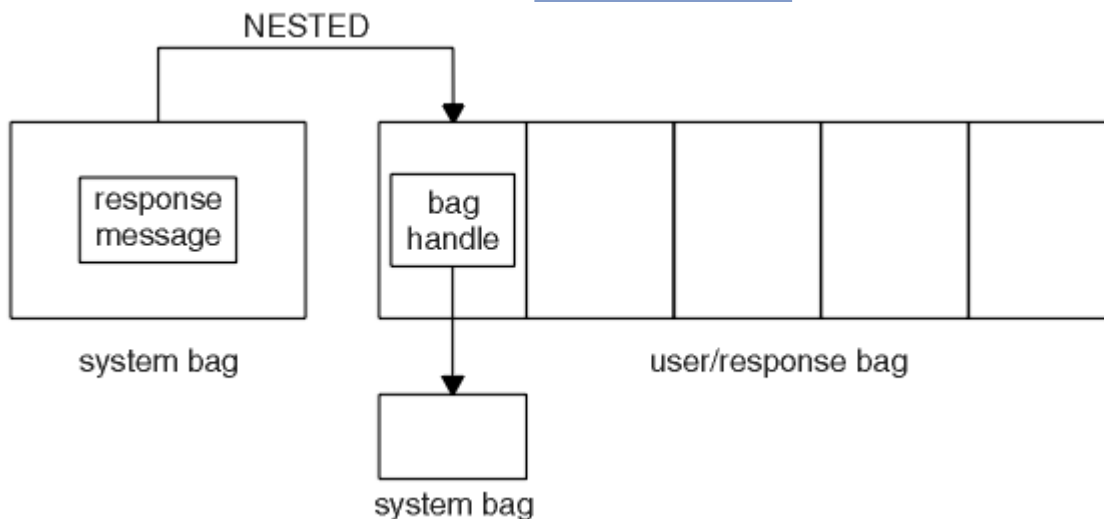 NESTED
response
message
bag
handle
system bag
user/response bag
system bag